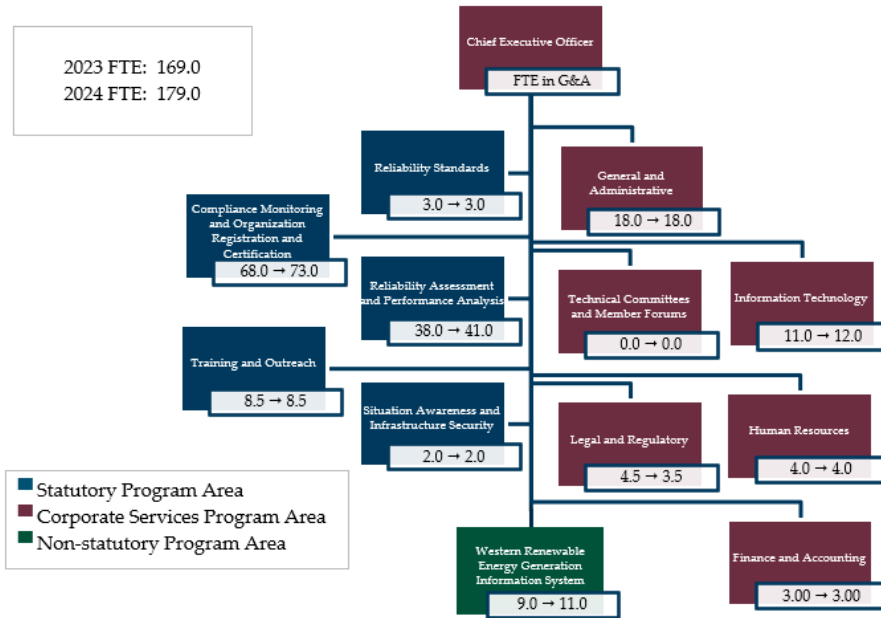 2023 FTE: 169.0
2024 FTE: 179.0
Chief Executive Officer
FTE in G&A
Reliability Standards
3.0 → 3.0
General and
Administrative
18.0 → 18.0
Compliance Monitoring
and Organization
Registration and
Certification
68.0 → 73.0
Reliability Assessment
and Performance Analysis
38.0 → 41.0
Technical Committees
and Member Forums
0.0 → 0.0
Information Technology
11.0 → 12.0
Training and Outreach
8.5 → 8.5
Situation Awareness and
Infrastructure Security
2.0 → 2.0
Legal and Regulatory
4.5 → 3.5
Human Resources
4.0 → 4.0
Statutory Program Area
Corporate Services Program Area
Non-statutory Program Area
Western Renewable
Energy Generation
Information System
9.0 → 11.0
Finance and Accounting
3.00 → 3.00